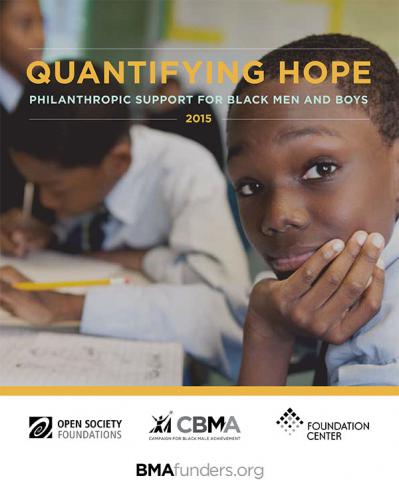 QUANTIFYING HOPE
PHILANTHROPIC SUPPORT FOR BLACK MEN AND BOYS
2015
OPEN SOCIETY
FOUNDATIONS
CBMA
CAMPAIGN FOR BLACK MALE ACHIEVEMENT
FOUNDATION
CENTER
BMAfunders.org